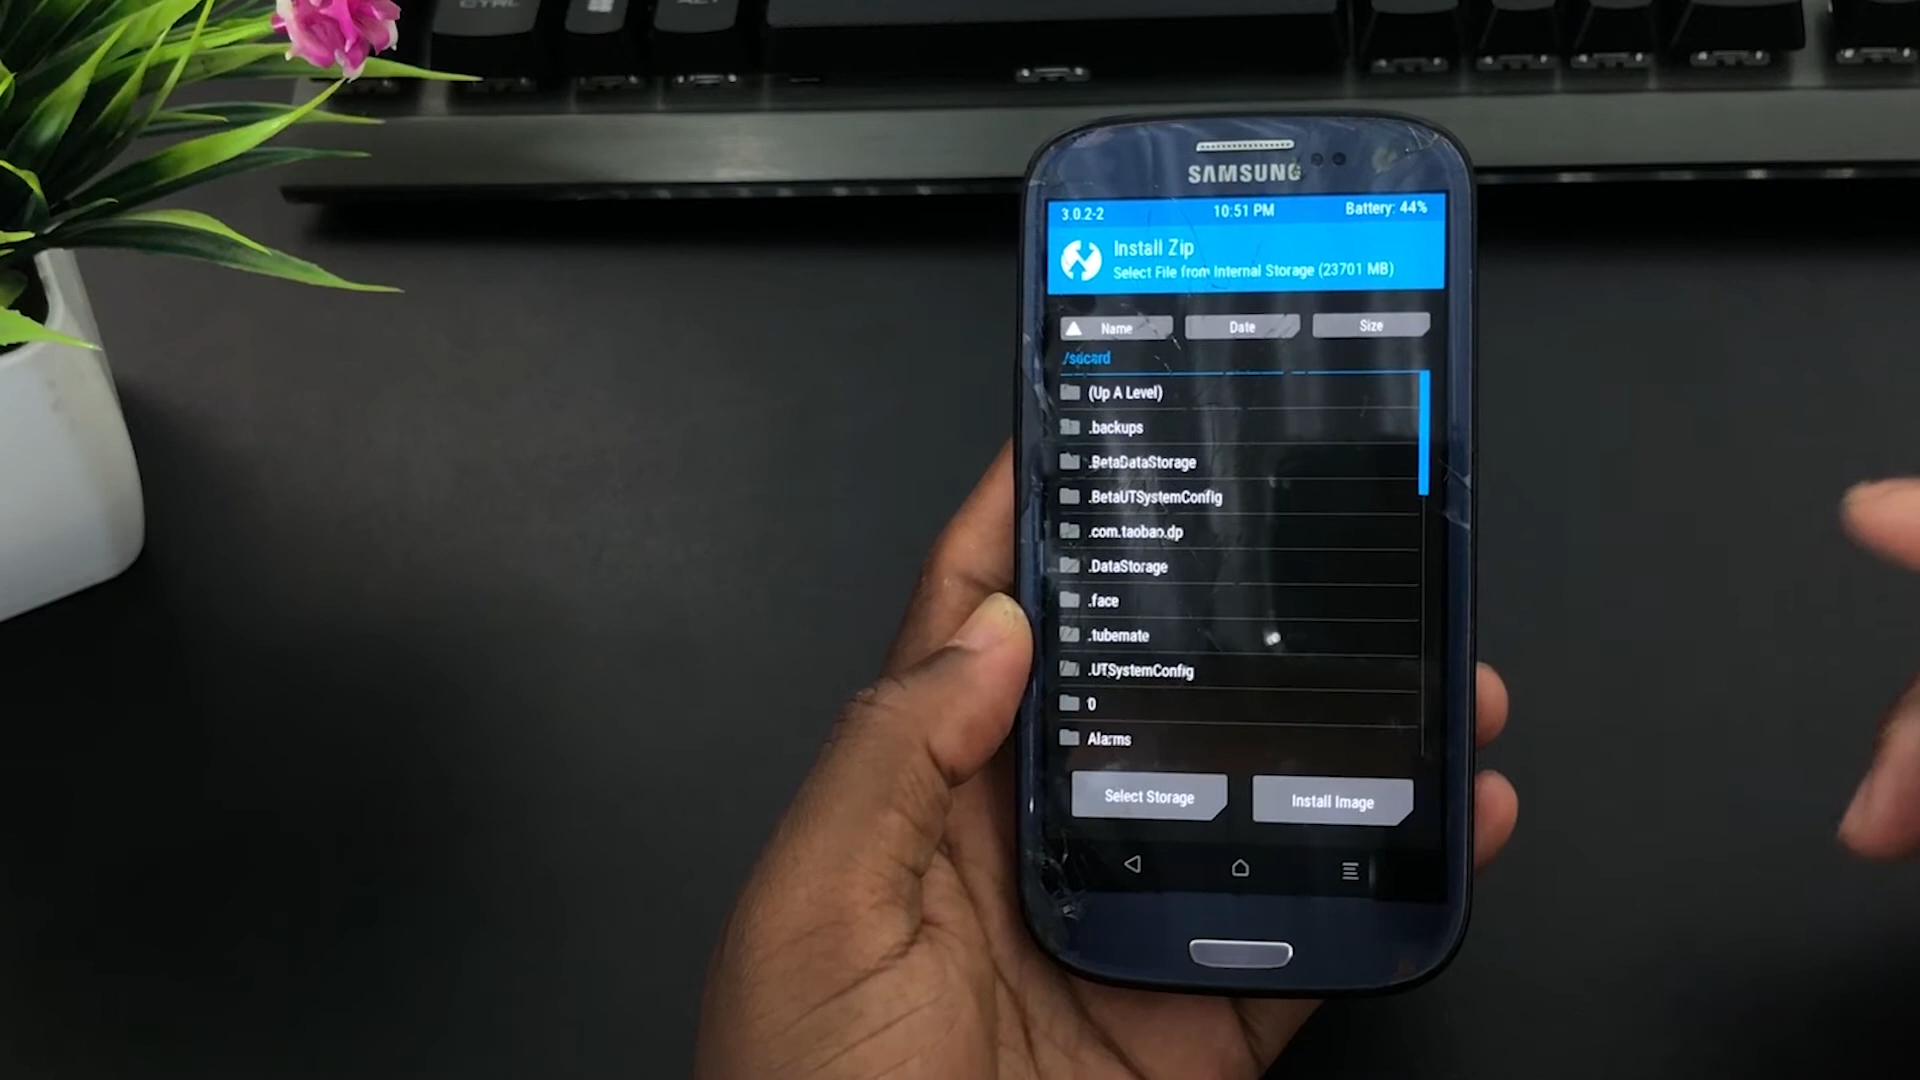 CTRL
ALT
SAMSUNG
3.0.2-2 10:51 PM Battery: 44%
Install Zip
Select File from Internal Storage (23701 MB)
Name Date Size
/sdcard
(Up A Level)
.backups
.BetaDataStorage
.BetaUTSystemConfig
.com.taobao.dp
.DataStorage
.face
.tubemate
.UTSystemConfig
0
Alarms
Select Storage Install Image